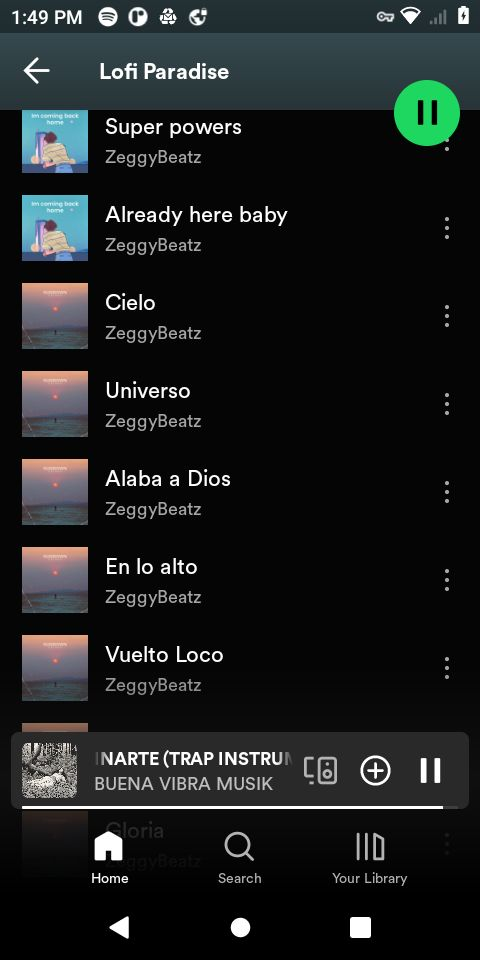 1:49 PM
Lofi Paradise
Im coming back
home
Super powers
ZeggyBeatz
Im coming back
home
Already here baby
ZeggyBeatz
Cielo
ZeggyBeatz
Universo
ZeggyBeatz
Alaba a Dios
ZeggyBeatz
En lo alto
ZeggyBeatz
Vuelto Loco
ZeggyBeatz
INARTE (TRAP INSTRUM
BUENA VIBRA MUSIK
Gloria
ZeggyBeatz
Home
Search
Your Library